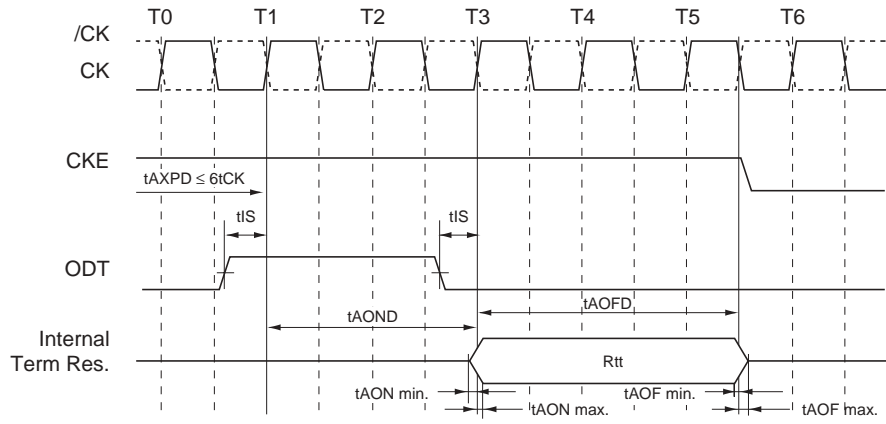 T0 T1 T2 T3 T4 T5 T6
/CK
CK
CKE
tAXPD ≤ 6tCK
tIS tIS
ODT
tAOND
tAOFD
Internal
Term Res.
Rtt
tAON min.
tAOF min.
tAON max.
tAOF max.